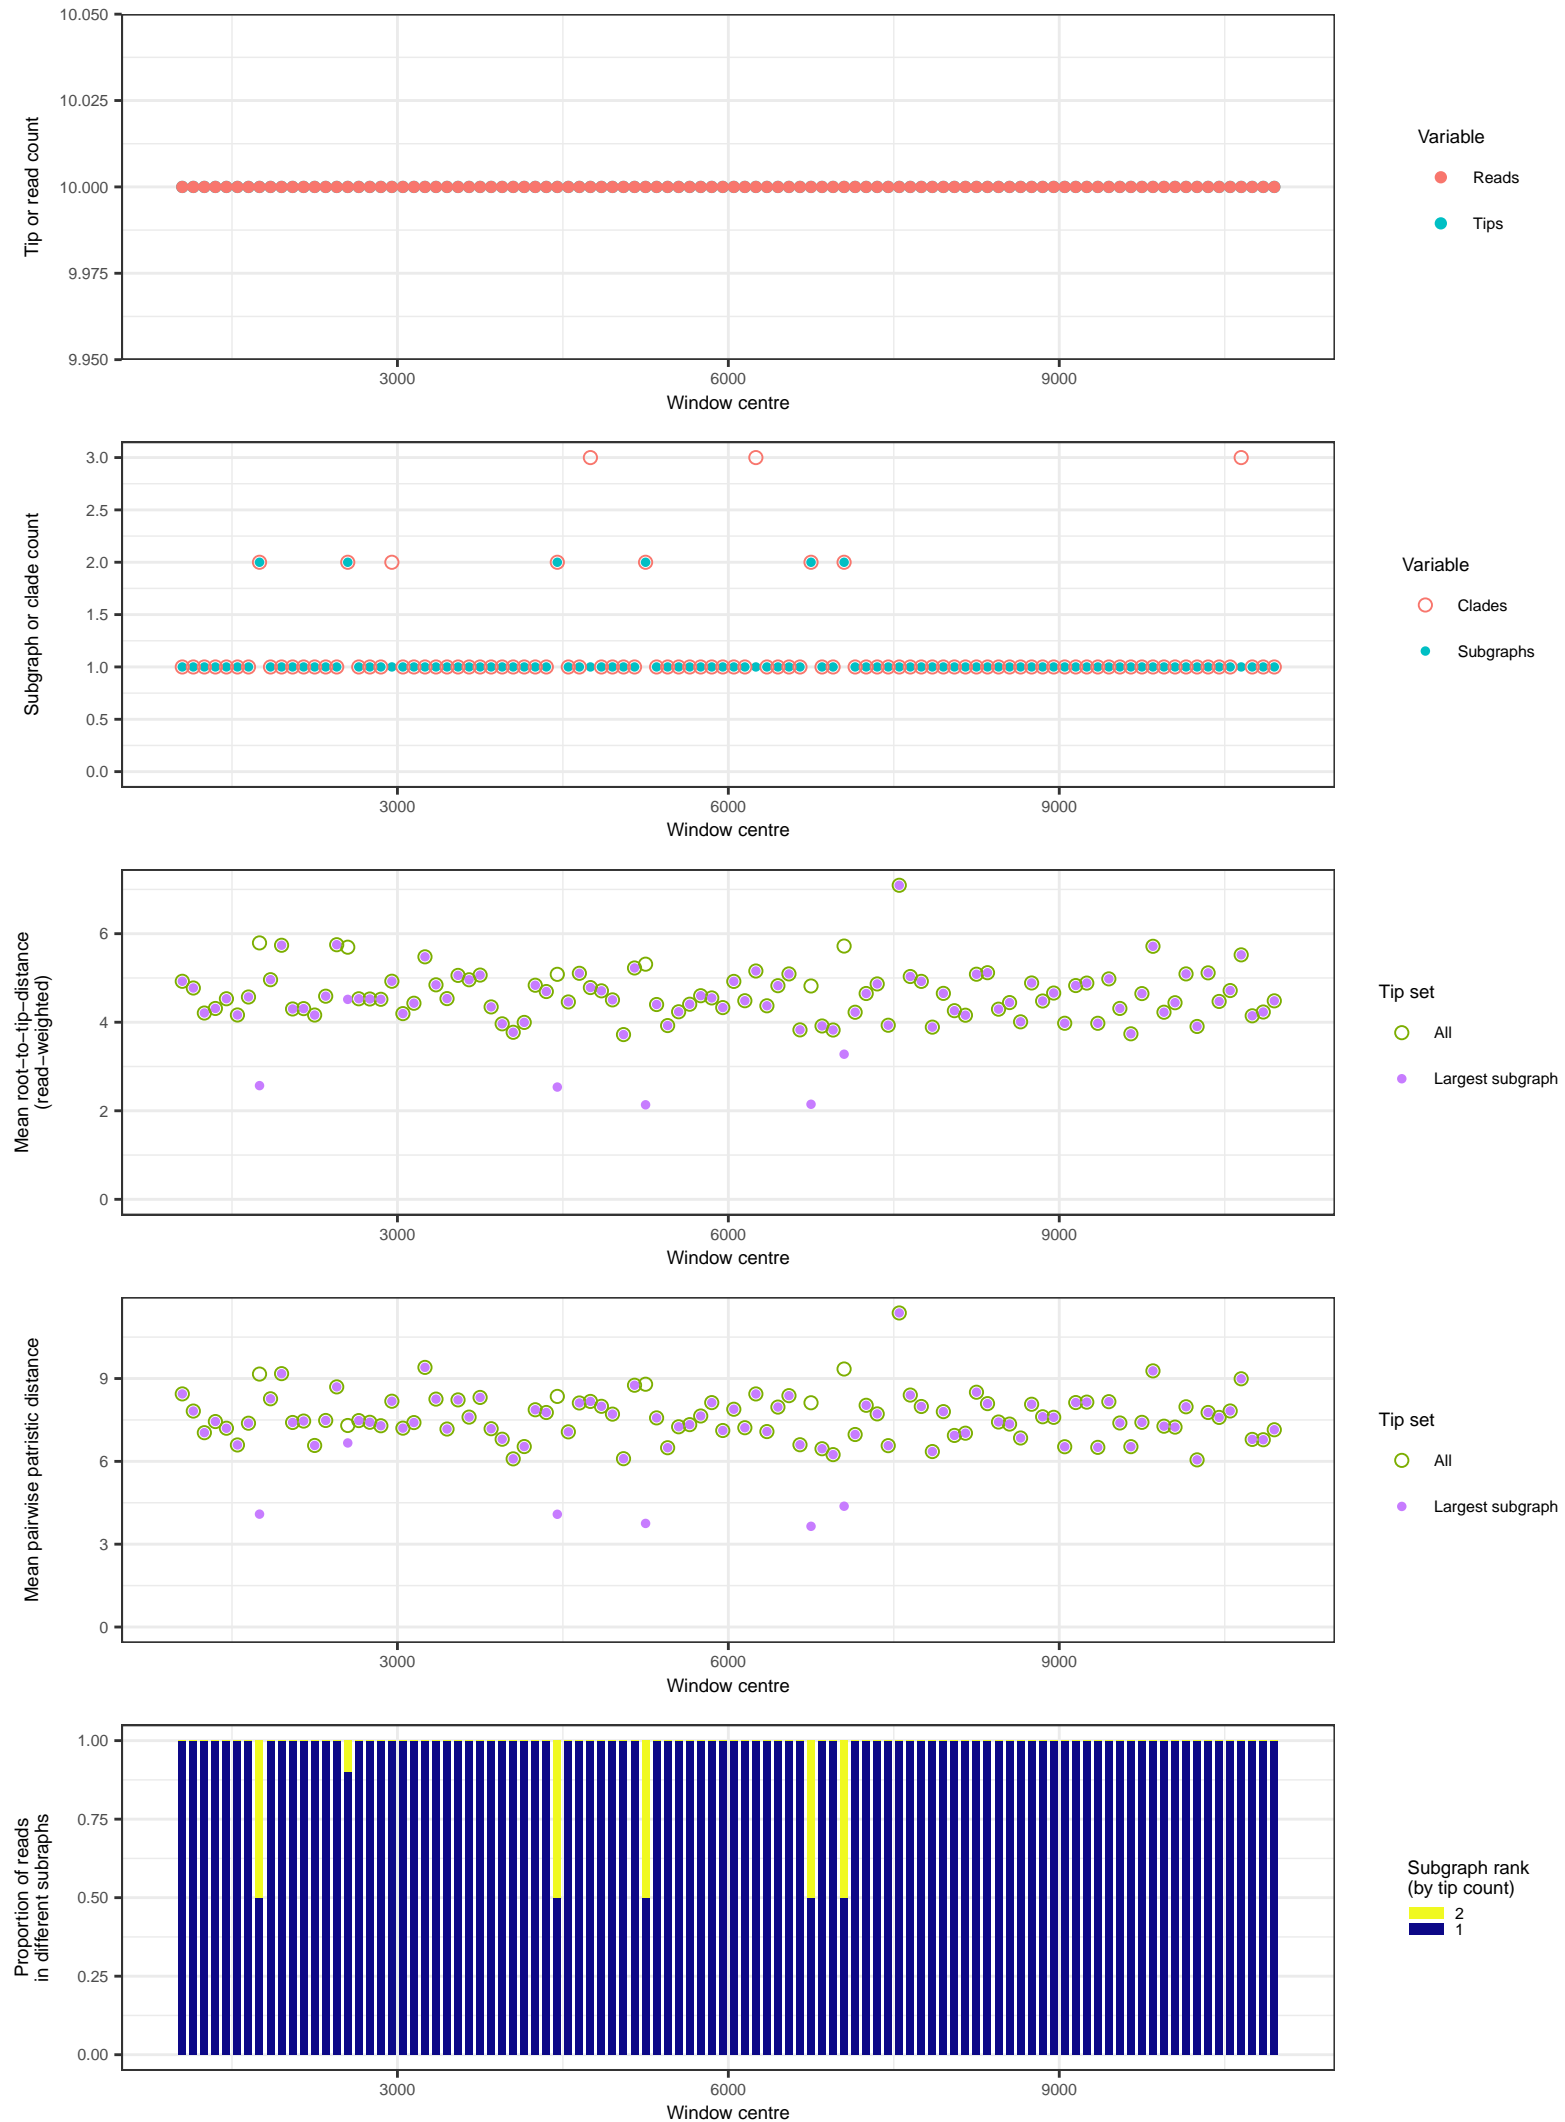 10.050
10.025
10.000
9.975
9.950
Tip or read count
3000
6000
9000
Window centre
Variable
Reads
Tips
3.0
2.5
2.0
1.5
1.0
0.5
0.0
Subgraph or clade count
3000
6000
9000
Window centre
Variable
Clades
Subgraphs
6
4
2
0
Mean root−to−tip−distance
(read−weighted)
3000
6000
9000
Window centre
Tip set
All
Largest subgraph
9
6
3
0
Mean pairwise patristic distance
3000
6000
9000
Window centre
Tip set
All
Largest subgraph
1.00
0.75
0.50
0.25
0.00
Proportion of reads
in different subraphs
3000
6000
9000
Window centre
Subgraph rank
(by tip count)
2
1